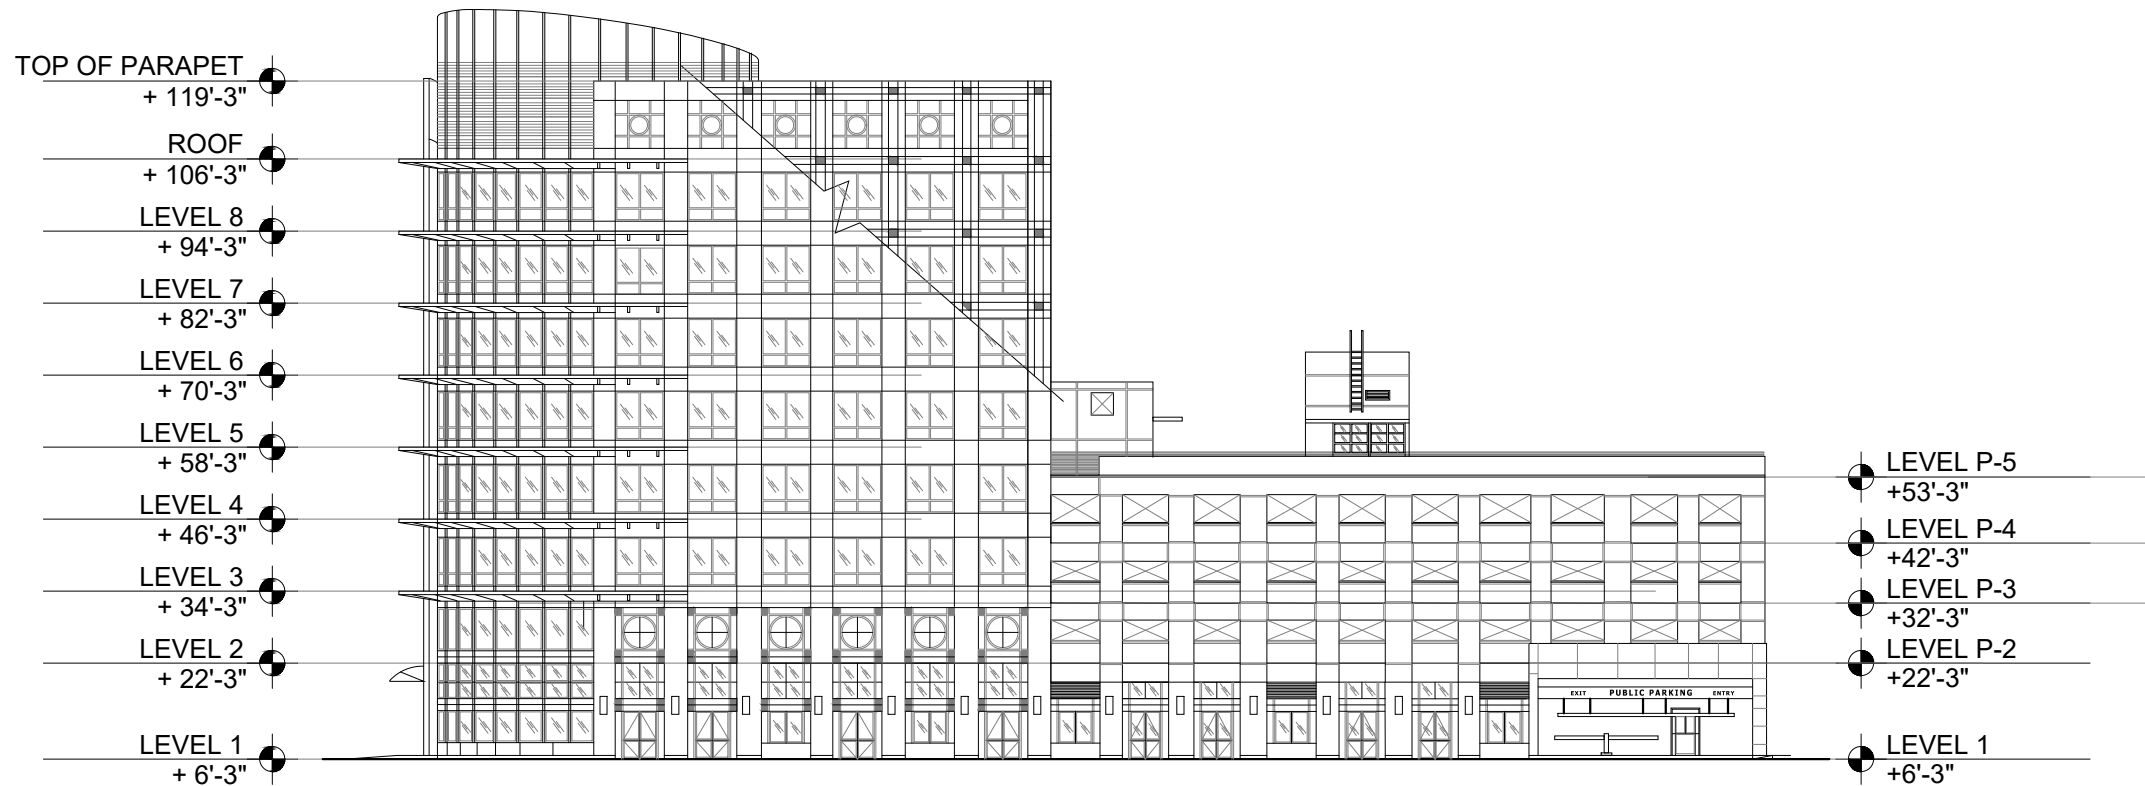 TOP OF PARAPET
+ 119'-3"
ROOF
+ 106'-3"
LEVEL 8
+ 94'-3"
LEVEL 7
+ 82'-3"
LEVEL 6
+ 70'-3"
LEVEL 5
+ 58'-3"
LEVEL 4
+ 46'-3"
LEVEL 3
+ 34'-3"
LEVEL 2
+ 22'-3"
LEVEL 1
+ 6'-3"
EXIT PUBLIC PARKING ENTRY
LEVEL P-5
+53'-3"
LEVEL P-4
+42'-3"
LEVEL P-3
+32'-3"
LEVEL P-2
+22'-3"
LEVEL 1
+6'-3"